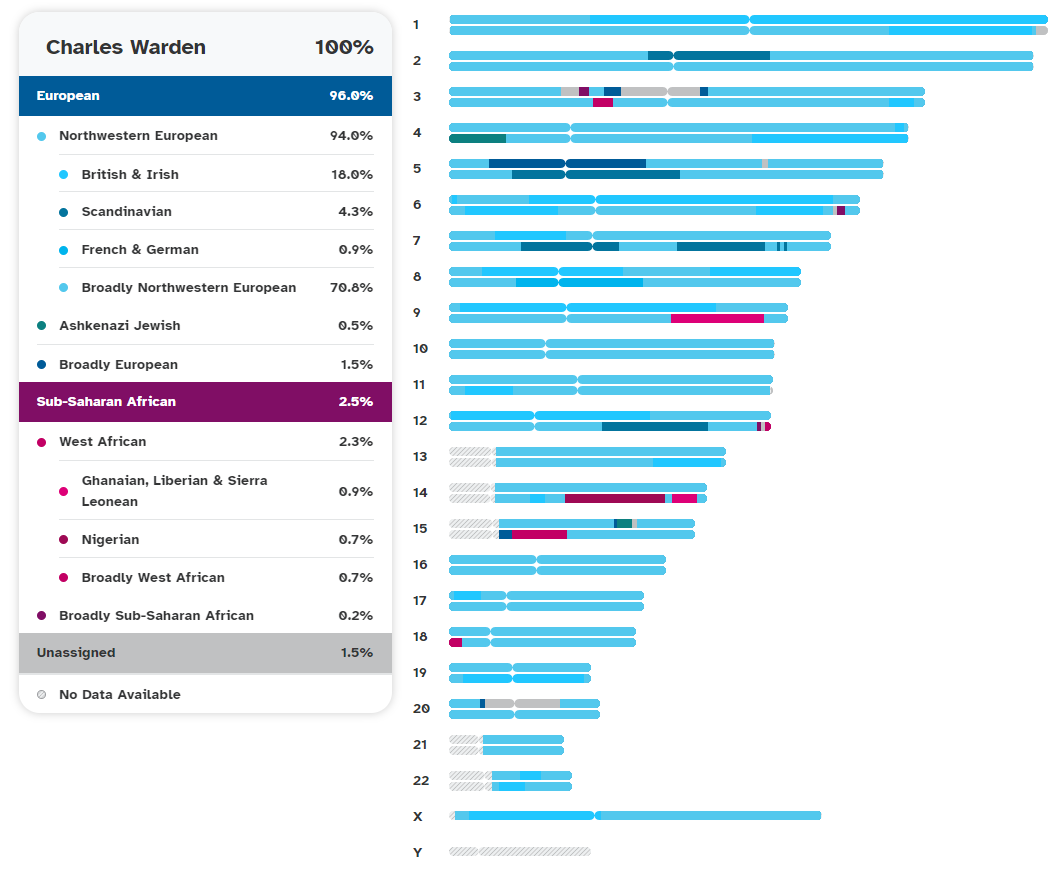 Charles Warden 100%
European 96.0%
Northwestern European 94.0%
British & Irish 18.0%
Scandinavian 4.3%
French & German 0.9%
Broadly Northwestern European 70.8%
Ashkenazi Jewish 0.5%
Broadly European 1.5%
Sub-Saharan African 2.5%
West African 2.3%
Ghanaian, Liberian & Sierra
Leonean 0.9%
Nigerian 0.7%
Broadly West African 0.7%
Broadly Sub-Saharan African 0.2%
Unassigned 1.5%
No Data Available
1
2
3
4
5
6
7
8
9
10
11
12
13
14
15
16
17
18
19
20
21
22
X
Y